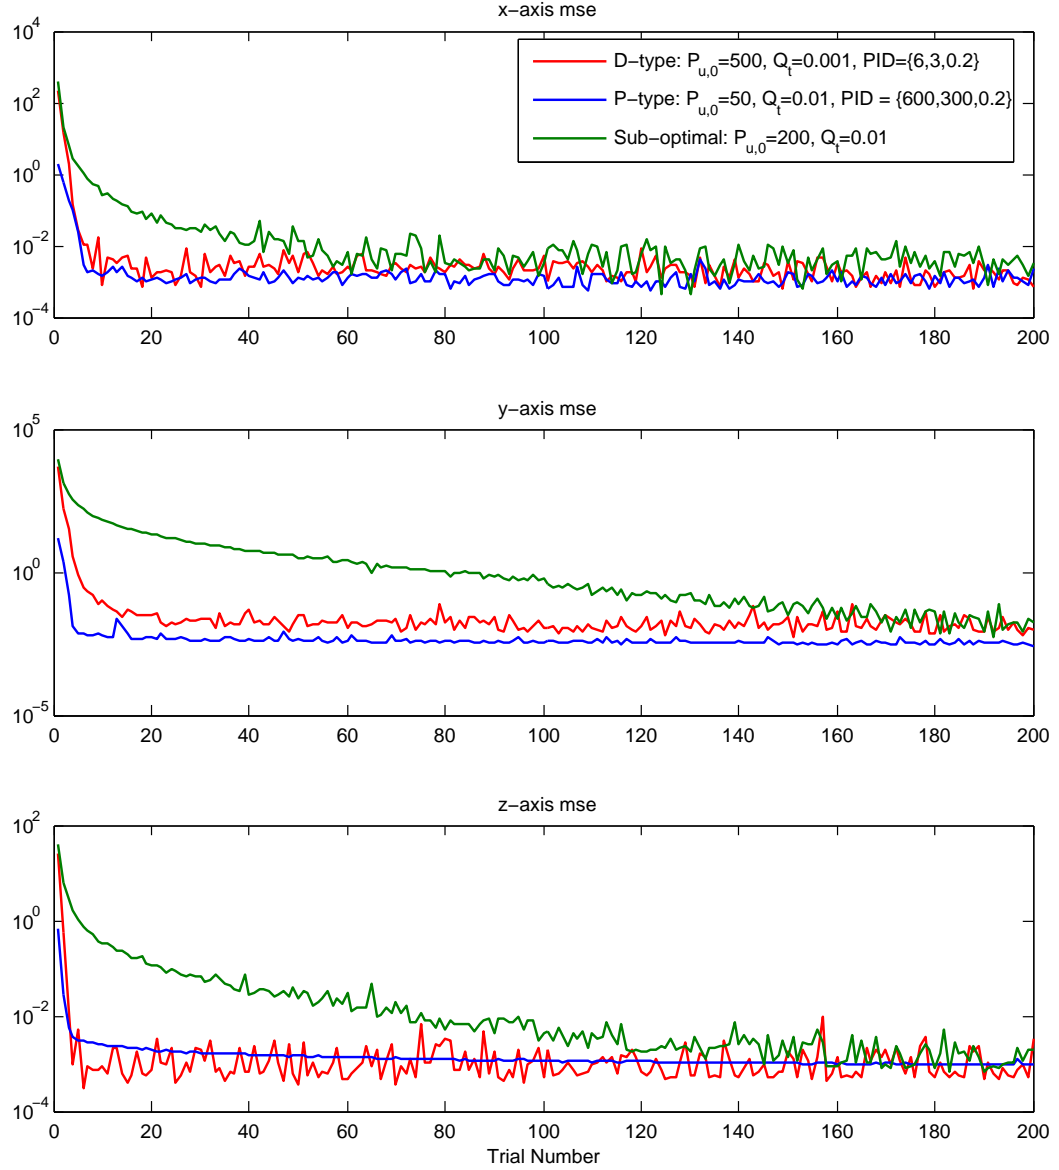 x−axis mse
10^4
10^2
10^0
10^−2
10^−4
D−type: P_{u,0}=500, Q_t=0.001, PID={6,3,0.2}
P−type: P_{u,0}=50, Q_t=0.01, PID = {600,300,0.2}
Sub−optimal: P_{u,0}=200, Q_t=0.01
0 20 40 60 80 100 120 140 160 180 200
y−axis mse
10^5
10^0
10^−5
0 20 40 60 80 100 120 140 160 180 200
z−axis mse
10^2
10^0
10^−2
10^−4
0 20 40 60 80 100 120 140 160 180 200
Trial Number